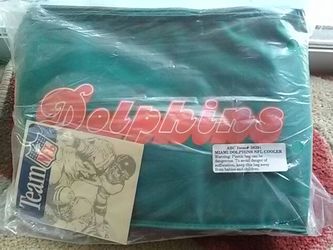 Dolphins
ABC Item# 38291
MIAMI DOLPHINS NFL COOLER
Warning: Plastic bag can be
dangerous. To avoid danger of
suffocation, keep this bag away
from babies and children.
Team
NFL